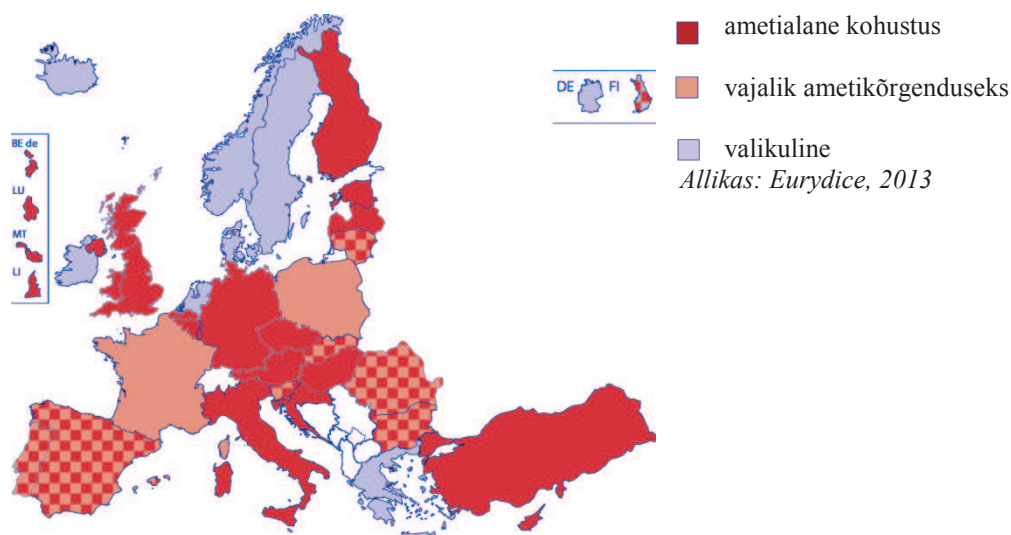 ametialane kohustus
DE FI
vajalik ametikõrgenduseks
valikuline
Allikas: Eurydice, 2013
BE de
LU
MT
LI